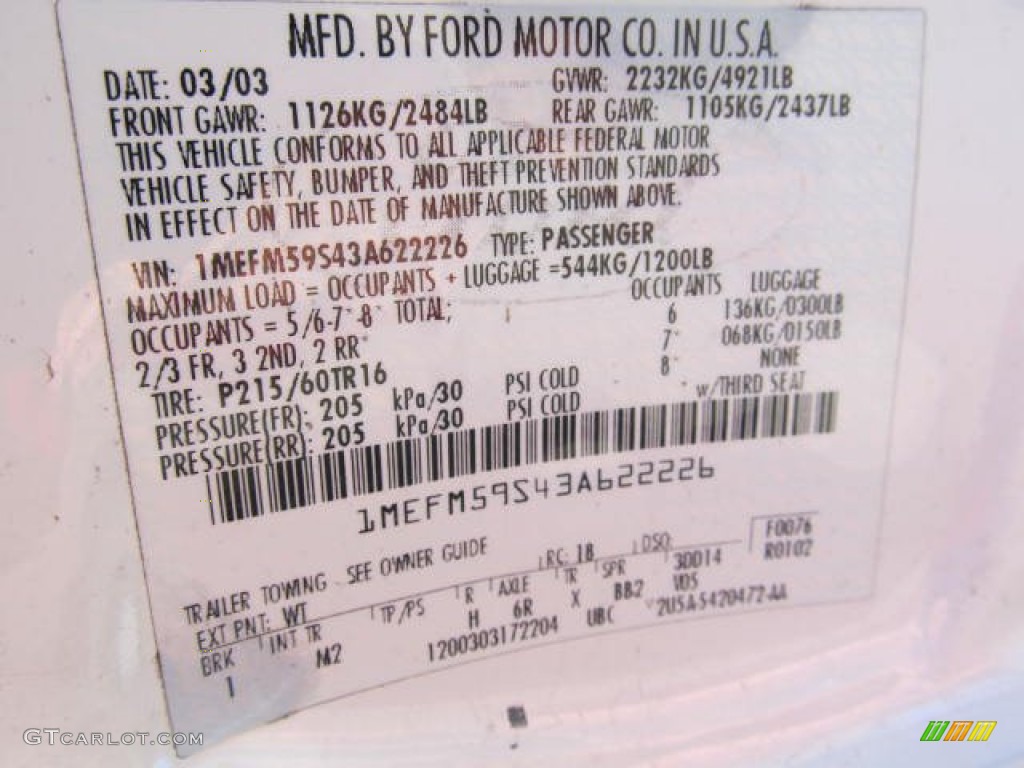 MFD. BY FORD MOTOR CO. IN U.S.A.
DATE: 03/03 GVWR: 2232KG/4921LB
FRONT GAWR: 1126KG/2484LB REAR GAWR: 1105KG/2437LB
THIS VEHICLE CONFORMS TO ALL APPLICABLE FEDERAL MOTOR
VEHICLE SAFETY, BUMPER, AND THEFT PREVENTION STANDARDS
IN EFFECT ON THE DATE OF MANUFACTURE SHOWN ABOVE.
VIN: 1MEFM59S43A622226 TYPE: PASSENGER
MAXIMUM LOAD = OCCUPANTS + LUGGAGE =544KG/1200LB
OCCUPANTS = 5/6-7* 8* TOTAL; OCCUPANTS LUGGAGE
2/3 FR, 3 2ND, 2 RR* 6 136KG/0300LB
7* 068KG/0150LB
8* NONE
TIRE: P215/60TR16 w/THIRD SEAT
PRESSURE(FR): 205 kPa/30 PSI COLD
PRESSURE(RR): 205 kPa/30 PSI COLD
1MEFM59S43A622226
TRAILER TOWING - SEE OWNER GUIDE
EXT PNT: WT RC: 18 DSO: F0076
R0102
BRK INT TR TP/PS R AXLE TR SPR 30D14
1 M2 H 6R X BB2 VD5
1200303172204 UBC 2U5A-5420472-AA
GTCARLOT.COM